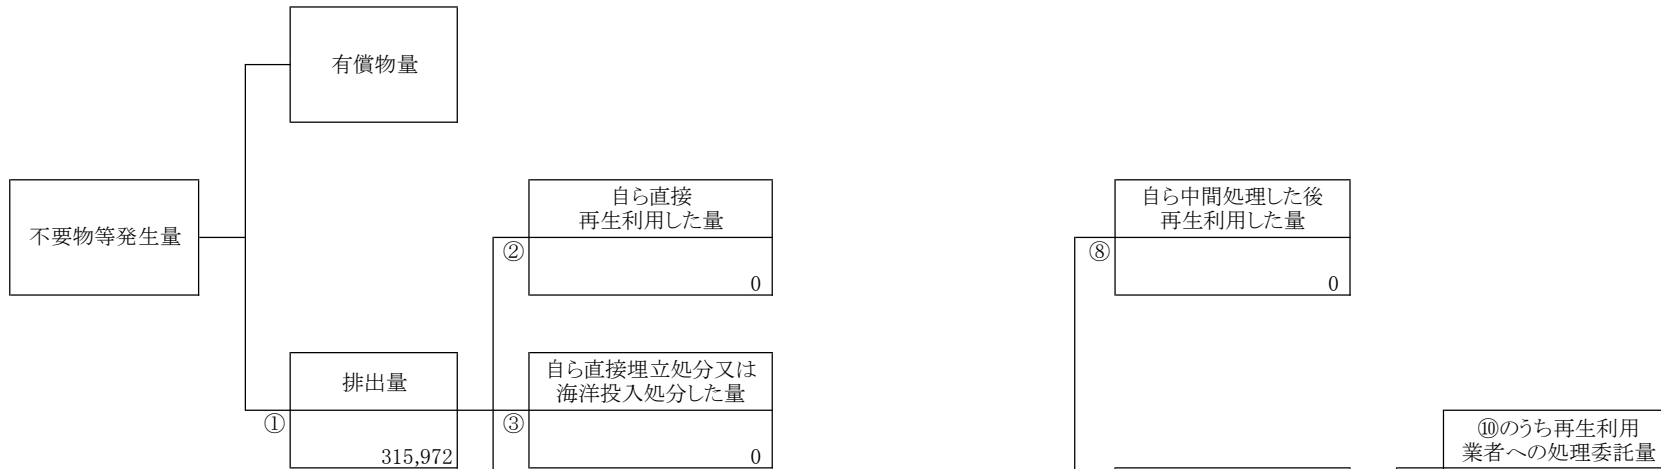 有償物量
不要物等発生量
自ら直接
再生利用した量
②
0
自ら中間処理した後
再生利用した量
⑧
0
排出量
①
315,972
自ら直接埋立処分又は
海洋投入処分した量
③
0
⑩のうち再生利用
業者への処理委託量